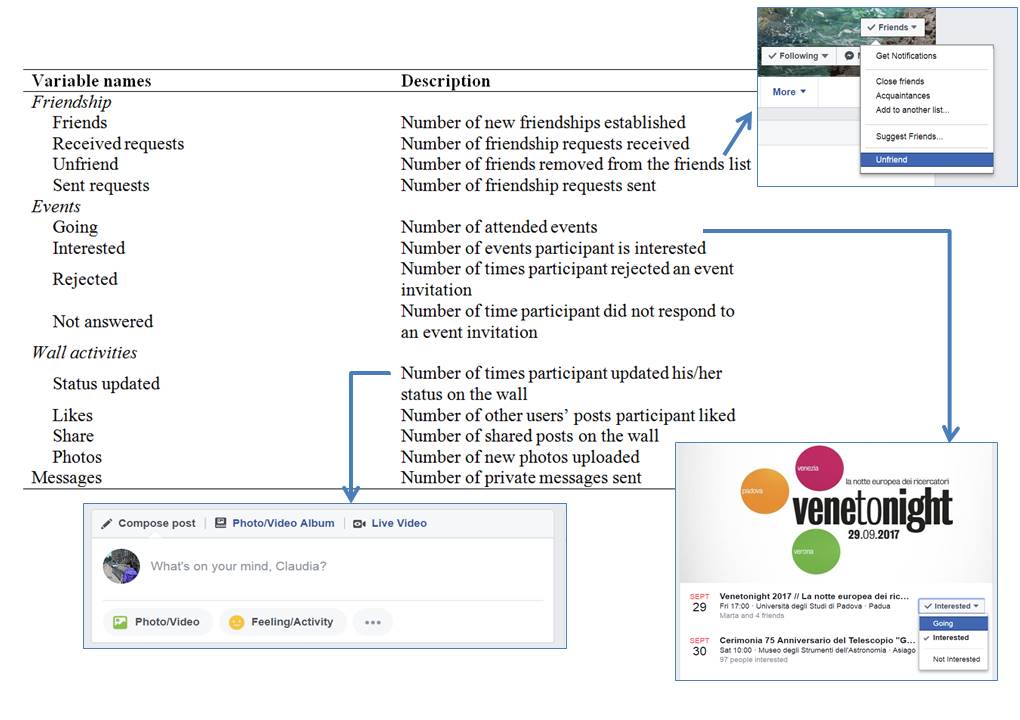 Variable names Description
Friendship
Friends Number of new friendships established
Received requests Number of friendship requests received
Unfriend Number of friends removed from the friends list
Sent requests Number of friendship requests sent
Events
Going Number of attended events
Interested Number of events participant is interested
Rejected Number of times participant rejected an event
invitation
Not answered Number of time participant did not respond to
an event invitation
Wall activities
Status updated Number of times participant updated his/her
status on the wall
Likes Number of other users' posts participant liked
Share Number of shared posts on the wall
Photos Number of new photos uploaded
Messages Number of private messages sent
Friends
Following
More
Get Notifications
Close friends
Acquaintances
Add to another list...
Suggest Friends...
Unfriend
Compose post Photo/Video Album Live Video
What's on your mind, Claudia?
Photo/Video Feeling/Activity
venezia
padova
verona
la notte europea dei ricercatori
venetonight
29.09.2017
SEPT
29
Venetonight 2017 // La notte europea dei ric...
Fri 17:00 · Università degli Studi di Padova · Padua
Marta and 4 friends
SEPT
30
Cerimonia 75 Anniversario del Telescopio "G...
Sat 10:00 · Museo degli Strumenti dell'Astronomia · Asiago
97 people interested
Interested
Going
Interested
Not Interested